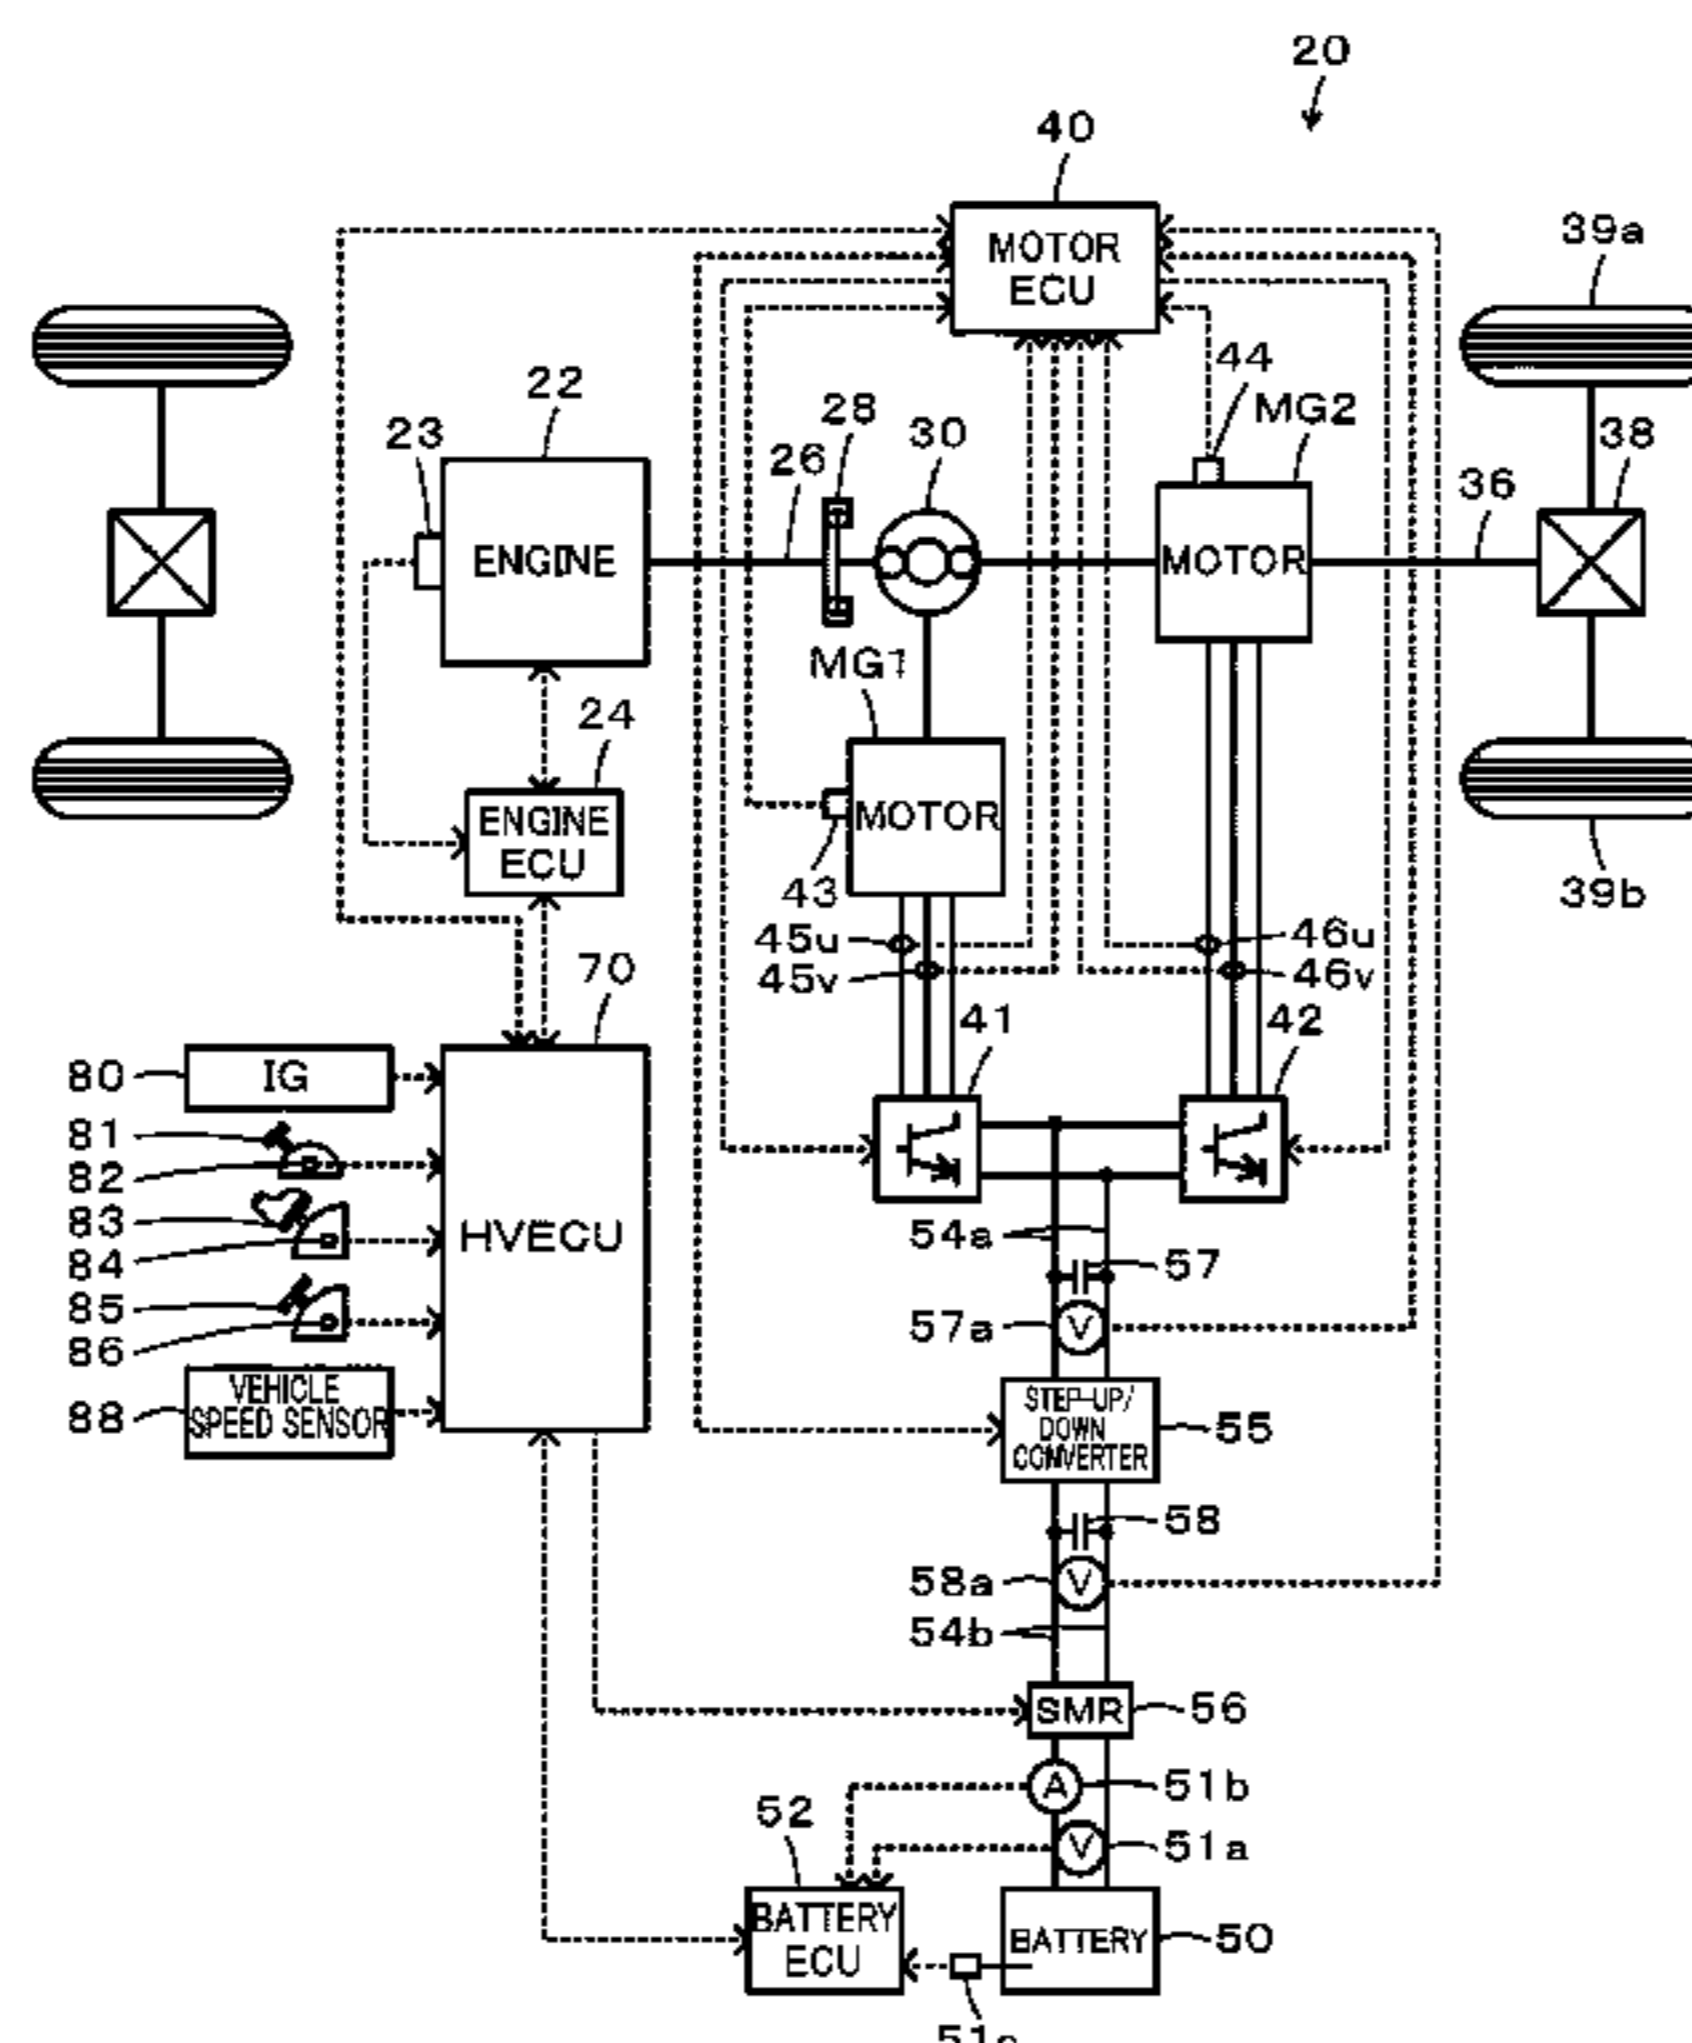 20
40
MOTOR
ECU
39a
44
MG2
22
28
38
23
30
26
36
ENGINE
MOTOR
MG1
24
ENGINE
ECU
MOTOR
43
39b
45u
46u
45v
46v
70
41
42
80
IG
81
82
83
84
HVECU
54a
57
85
57a
V
86
VEHICLE
SPEED SENSOR
88
STEP-UP/
DOWN
CONVERTER
55
58
58a
V
54b
SMR
56
A
51b
52
V
51a
BATTERY
ECU
BATTERY
50